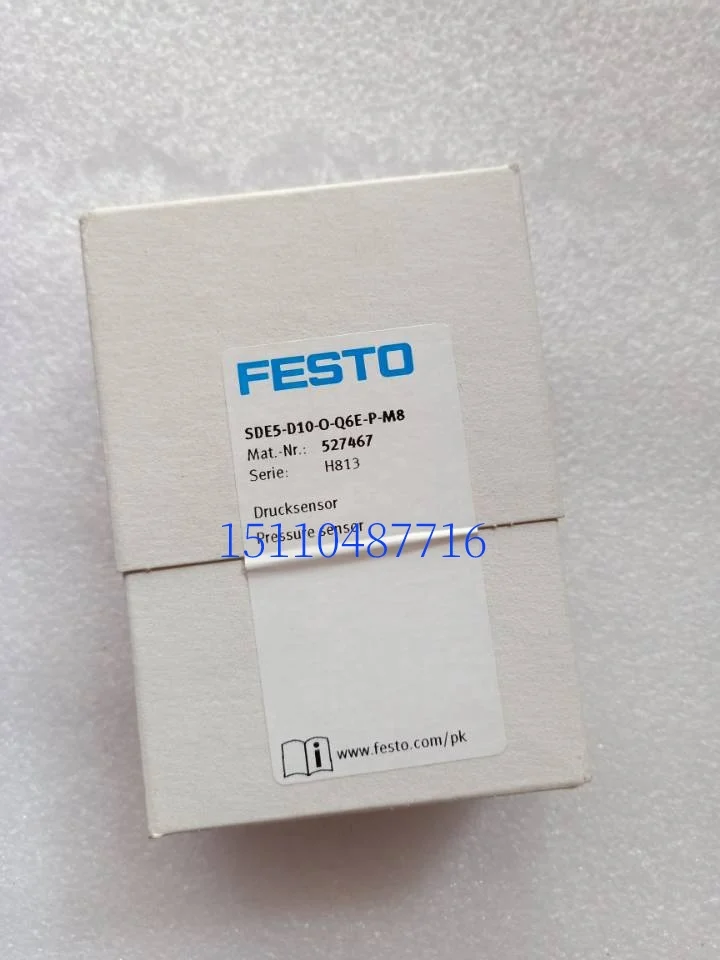 FESTO
SDE5-D10-O-Q6E-P-M8
Mat.-Nr.: 527467
Serie: H813
Drucksensor
Pressure sensor
15110487716
i www.festo.com/pk